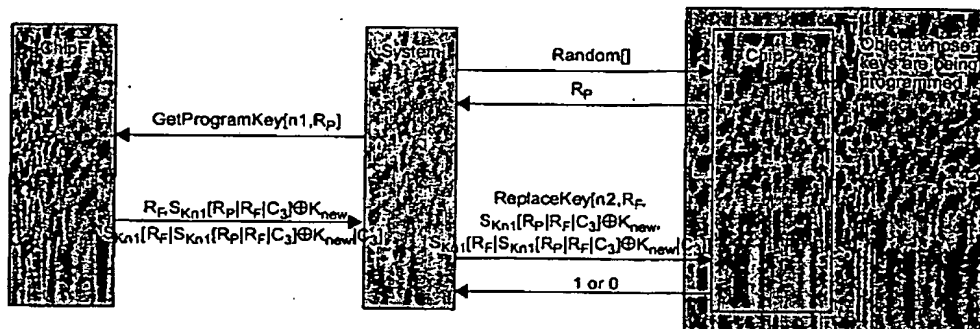 ChipF
System
ChipP
Object whose
keys are being
programmed
Random[]
R_P
GetProgramKey[n1,R_P]
R_F,S_Kn1[R_P|R_F|C_3]⊕K_new
S_Kn1[R_F|S_Kn1[R_P|R_F|C_3]⊕K_new|C_3]
ReplaceKey[n2,R_F,
S_Kn1[R_P|R_F|C_3]⊕K_new,
S_Kn1[R_F|S_Kn1[R_P|R_F|C_3]⊕K_new|C_3]
1 or 0